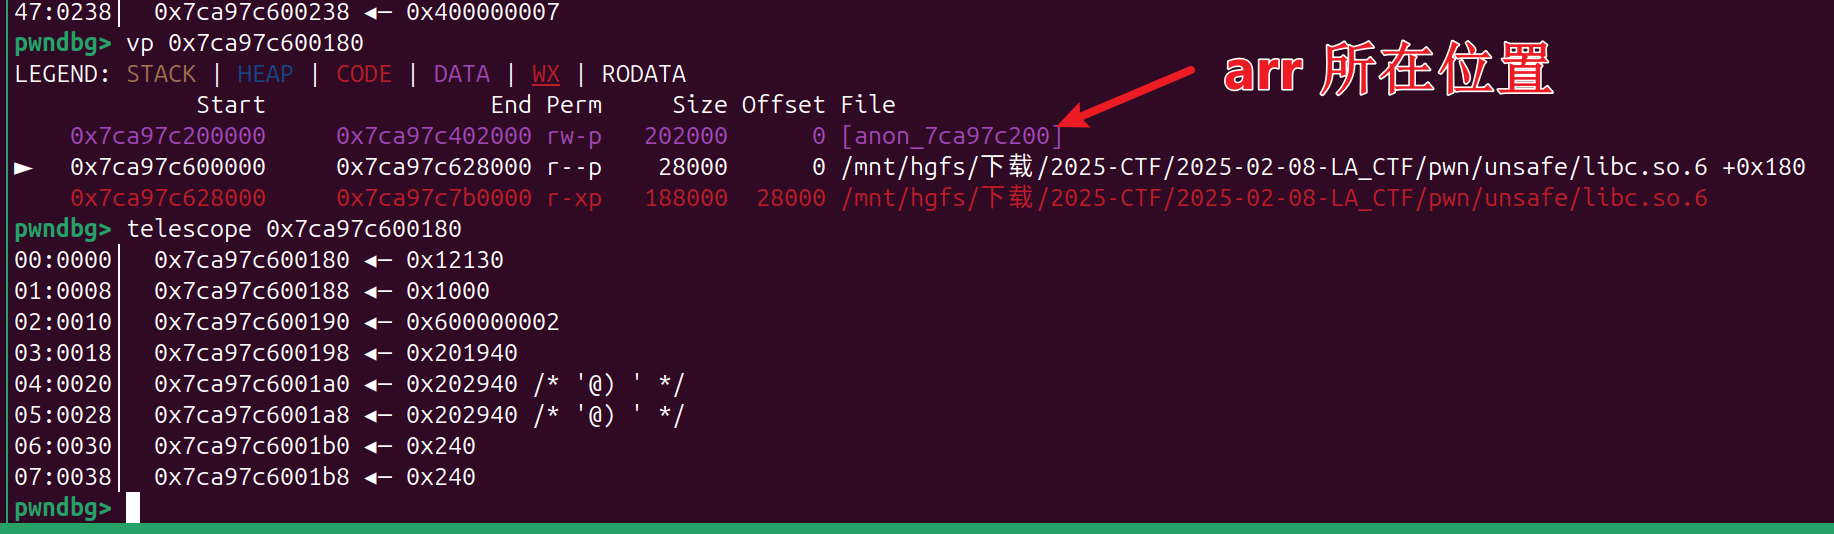 47:0238│  0x7ca97c600238 ◂— 0x400000007
pwndbg> vp 0x7ca97c600180
LEGEND: STACK | HEAP | CODE | DATA | WX | RODATA
Start End Perm Size Offset File
0x7ca97c200000 0x7ca97c402000 rw-p 202000 0 [anon_7ca97c200]
► 0x7ca97c600000 0x7ca97c628000 r--p 28000 0 /mnt/hgfs/下载/2025-CTF/2025-02-08-LA_CTF/pwn/unsafe/libc.so.6 +0x180
0x7ca97c628000 0x7ca97c7b0000 r-xp 188000 28000 /mnt/hgfs/下载/2025-CTF/2025-02-08-LA_CTF/pwn/unsafe/libc.so.6
arr 所在位置
pwndbg> telescope 0x7ca97c600180
00:0000│  0x7ca97c600180 ◂— 0x12130
01:0008│  0x7ca97c600188 ◂— 0x1000
02:0010│  0x7ca97c600190 ◂— 0x600000002
03:0018│  0x7ca97c600198 ◂— 0x201940
04:0020│  0x7ca97c6001a0 ◂— 0x202940 /* '@) ' */
05:0028│  0x7ca97c6001a8 ◂— 0x202940 /* '@) ' */
06:0030│  0x7ca97c6001b0 ◂— 0x240
07:0038│  0x7ca97c6001b8 ◂— 0x240
pwndbg>